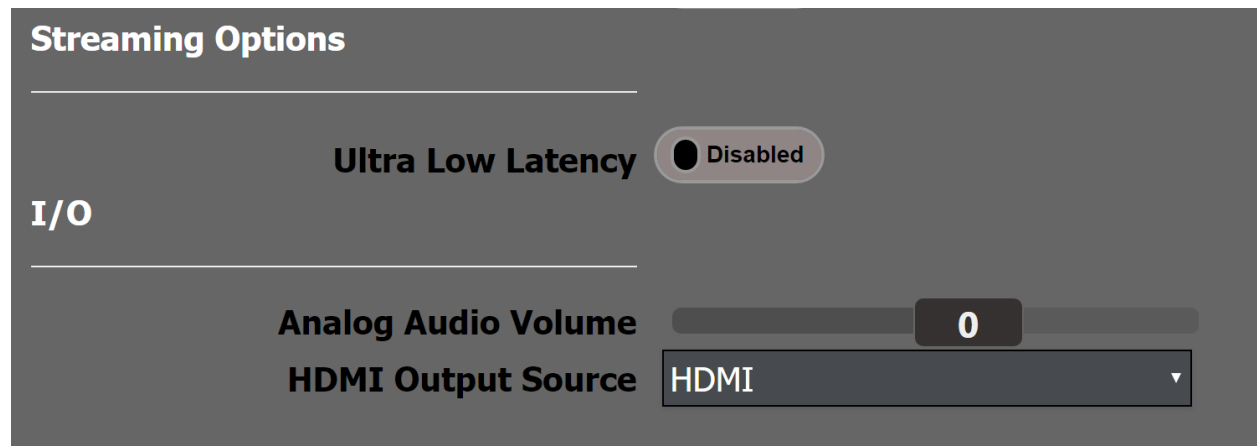 Streaming Options
Ultra Low Latency Disabled
I/O
Analog Audio Volume 0
HDMI Output Source HDMI